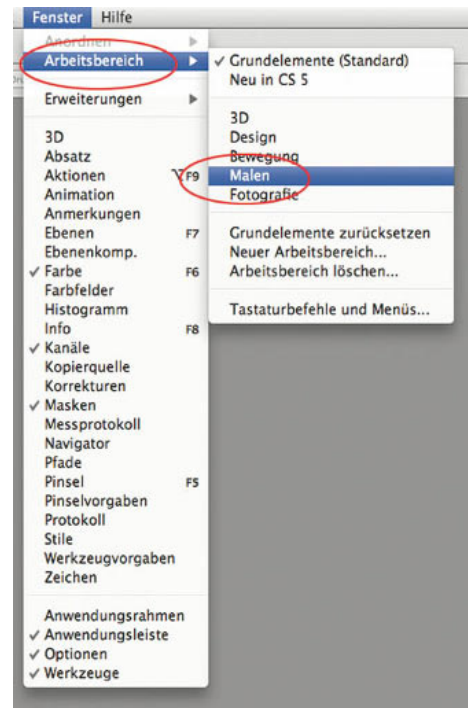 Fenster Hilfe
Anordnen
Arbeitsbereich
Erweiterungen
3D
Absatz
Aktionen ⌥F9
Animation
Anmerkungen
Ebenen F7
Ebenenkomp.
✓ Farbe F6
Farbfelder
Histogramm
Info F8
✓ Kanäle
Kopierquelle
Korrekturen
✓ Masken
Messprotokoll
Navigator
Pfade
Pinsel F5
Pinselvorgaben
Protokoll
Stile
Werkzeugvorgaben
Zeichen
Anwendungsrahmen
✓ Anwendungsleiste
✓ Optionen
✓ Werkzeuge
✓ Grundelemente (Standard)
Neu in CS 5
3D
Design
Bewegung
Malen
Fotografie
Grundelemente zurücksetzen
Neuer Arbeitsbereich...
Arbeitsbereich löschen...
Tastaturbefehle und Menüs...